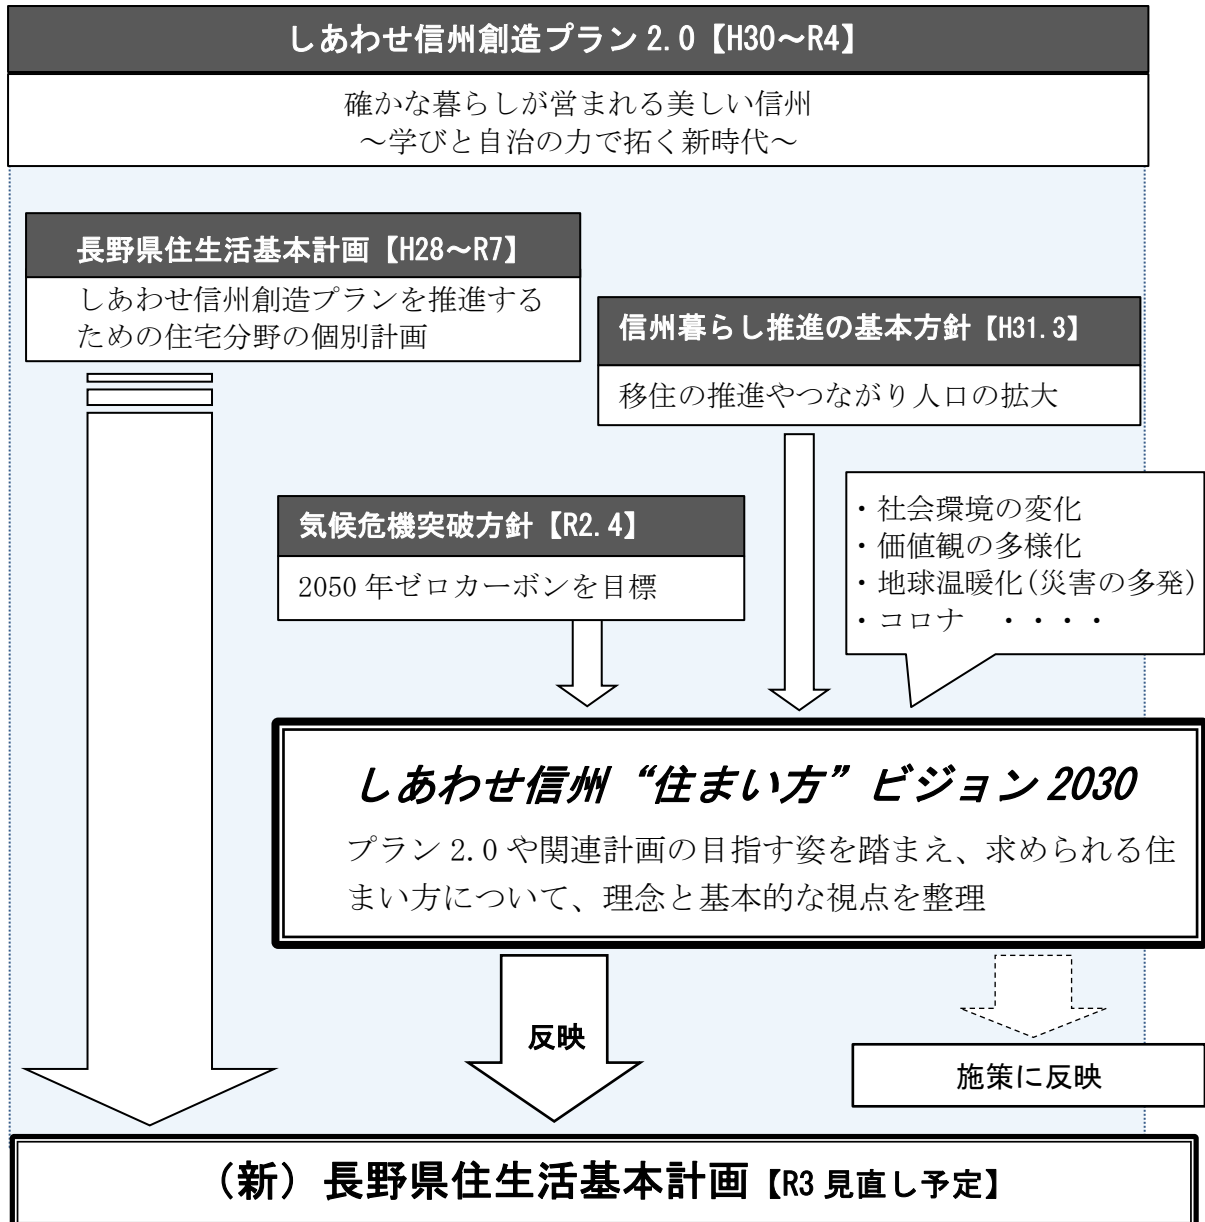 しあわせ信州創造プラン 2.0【H30～R4】
確かな暮らしが営まれる美しい信州
～学びと自治の力で拓く新時代～
長野県住生活基本計画【H28～R7】
しあわせ信州創造プランを推進する
ための住宅分野の個別計画
信州暮らし推進の基本方針【H31.3】
移住の推進やつながり人口の拡大
気候危機突破方針【R2.4】
2050 年ゼロカーボンを目標
・社会環境の変化
・価値観の多様化
・地球温暖化(災害の多発)
・コロナ　・・・・
しあわせ信州 “住まい方” ビジョン 2030
プラン 2.0 や関連計画の目指す姿を踏まえ、求められる住
まい方について、理念と基本的な視点を整理
反映
施策に反映
（新）長野県住生活基本計画【R3 見直し予定】